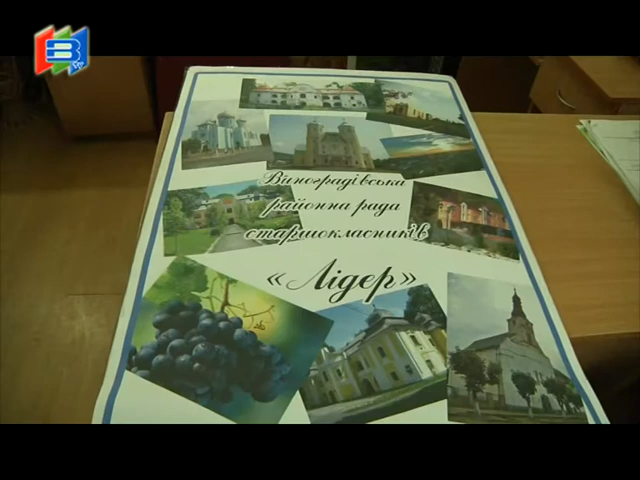 В
Виноградівська
районна рада
старшокласників
«Лідер»